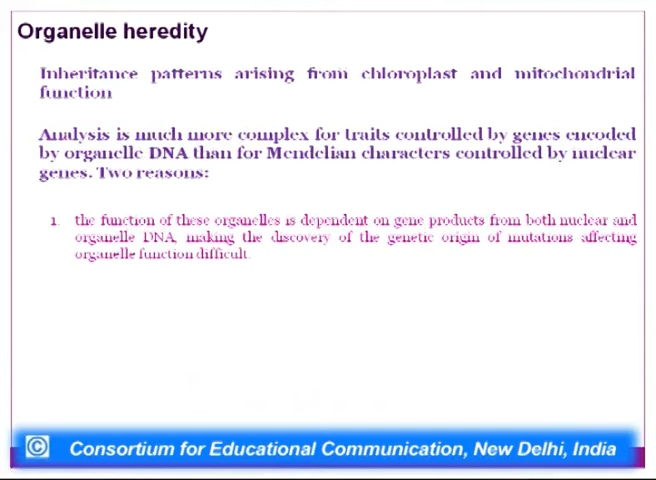 Organelle heredity
Inheritance patterns arising from chloroplast and mitochondrial
function
Analysis is much more complex for traits controlled by genes encoded
by organelle DNA than for Mendelian characters controlled by nuclear
genes. Two reasons:
1. the function of these organelles is dependent on gene products from both nuclear and
organelle DNA, making the discovery of the genetic origin of mutations affecting
organelle function difficult.
© Consortium for Educational Communication, New Delhi, India